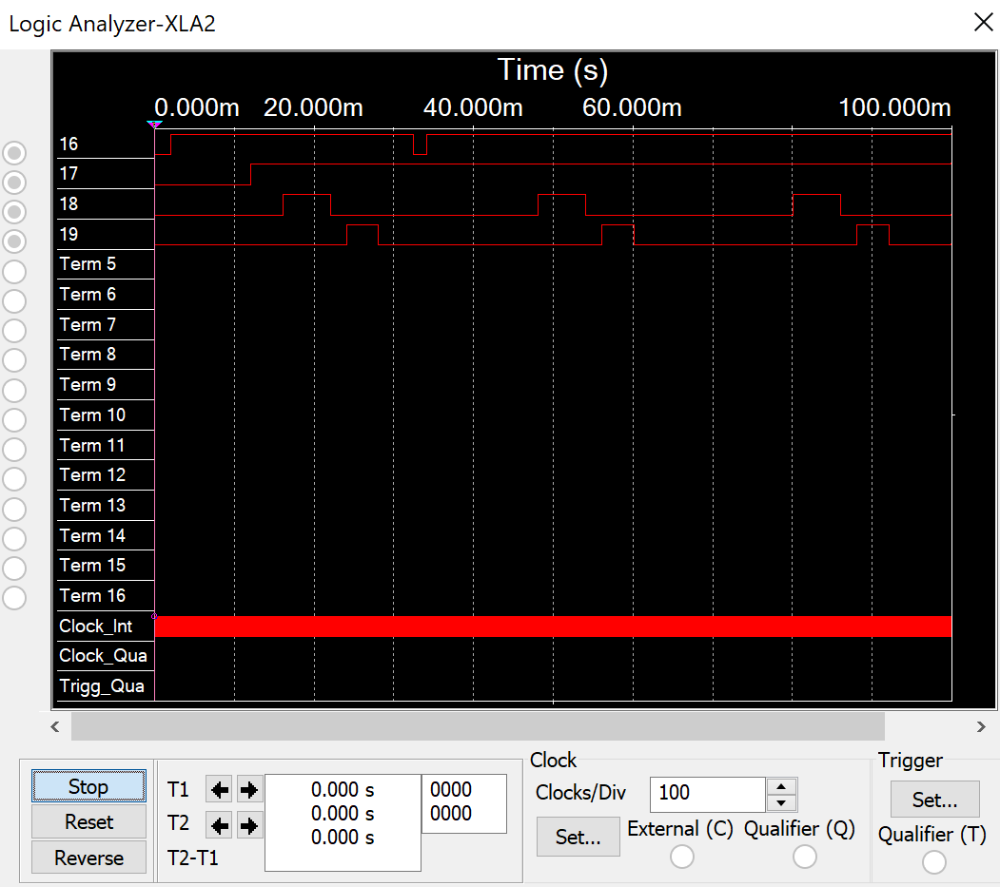 Logic Analyzer-XLA2
Time (s)
0.000m 20.000m 40.000m 60.000m 100.000m
16
17
18
19
Term 5
Term 6
Term 7
Term 8
Term 9
Term 10
Term 11
Term 12
Term 13
Term 14
Term 15
Term 16
Clock_Int
Clock_Qua
Trigg_Qua
Stop
Reset
Reverse
T1 0.000 s 0000
T2 0.000 s 0000
T2-T1 0.000 s
Clock
Clocks/Div 100
Set... External (C) Qualifier (Q)
Trigger
Set...
Qualifier (T)